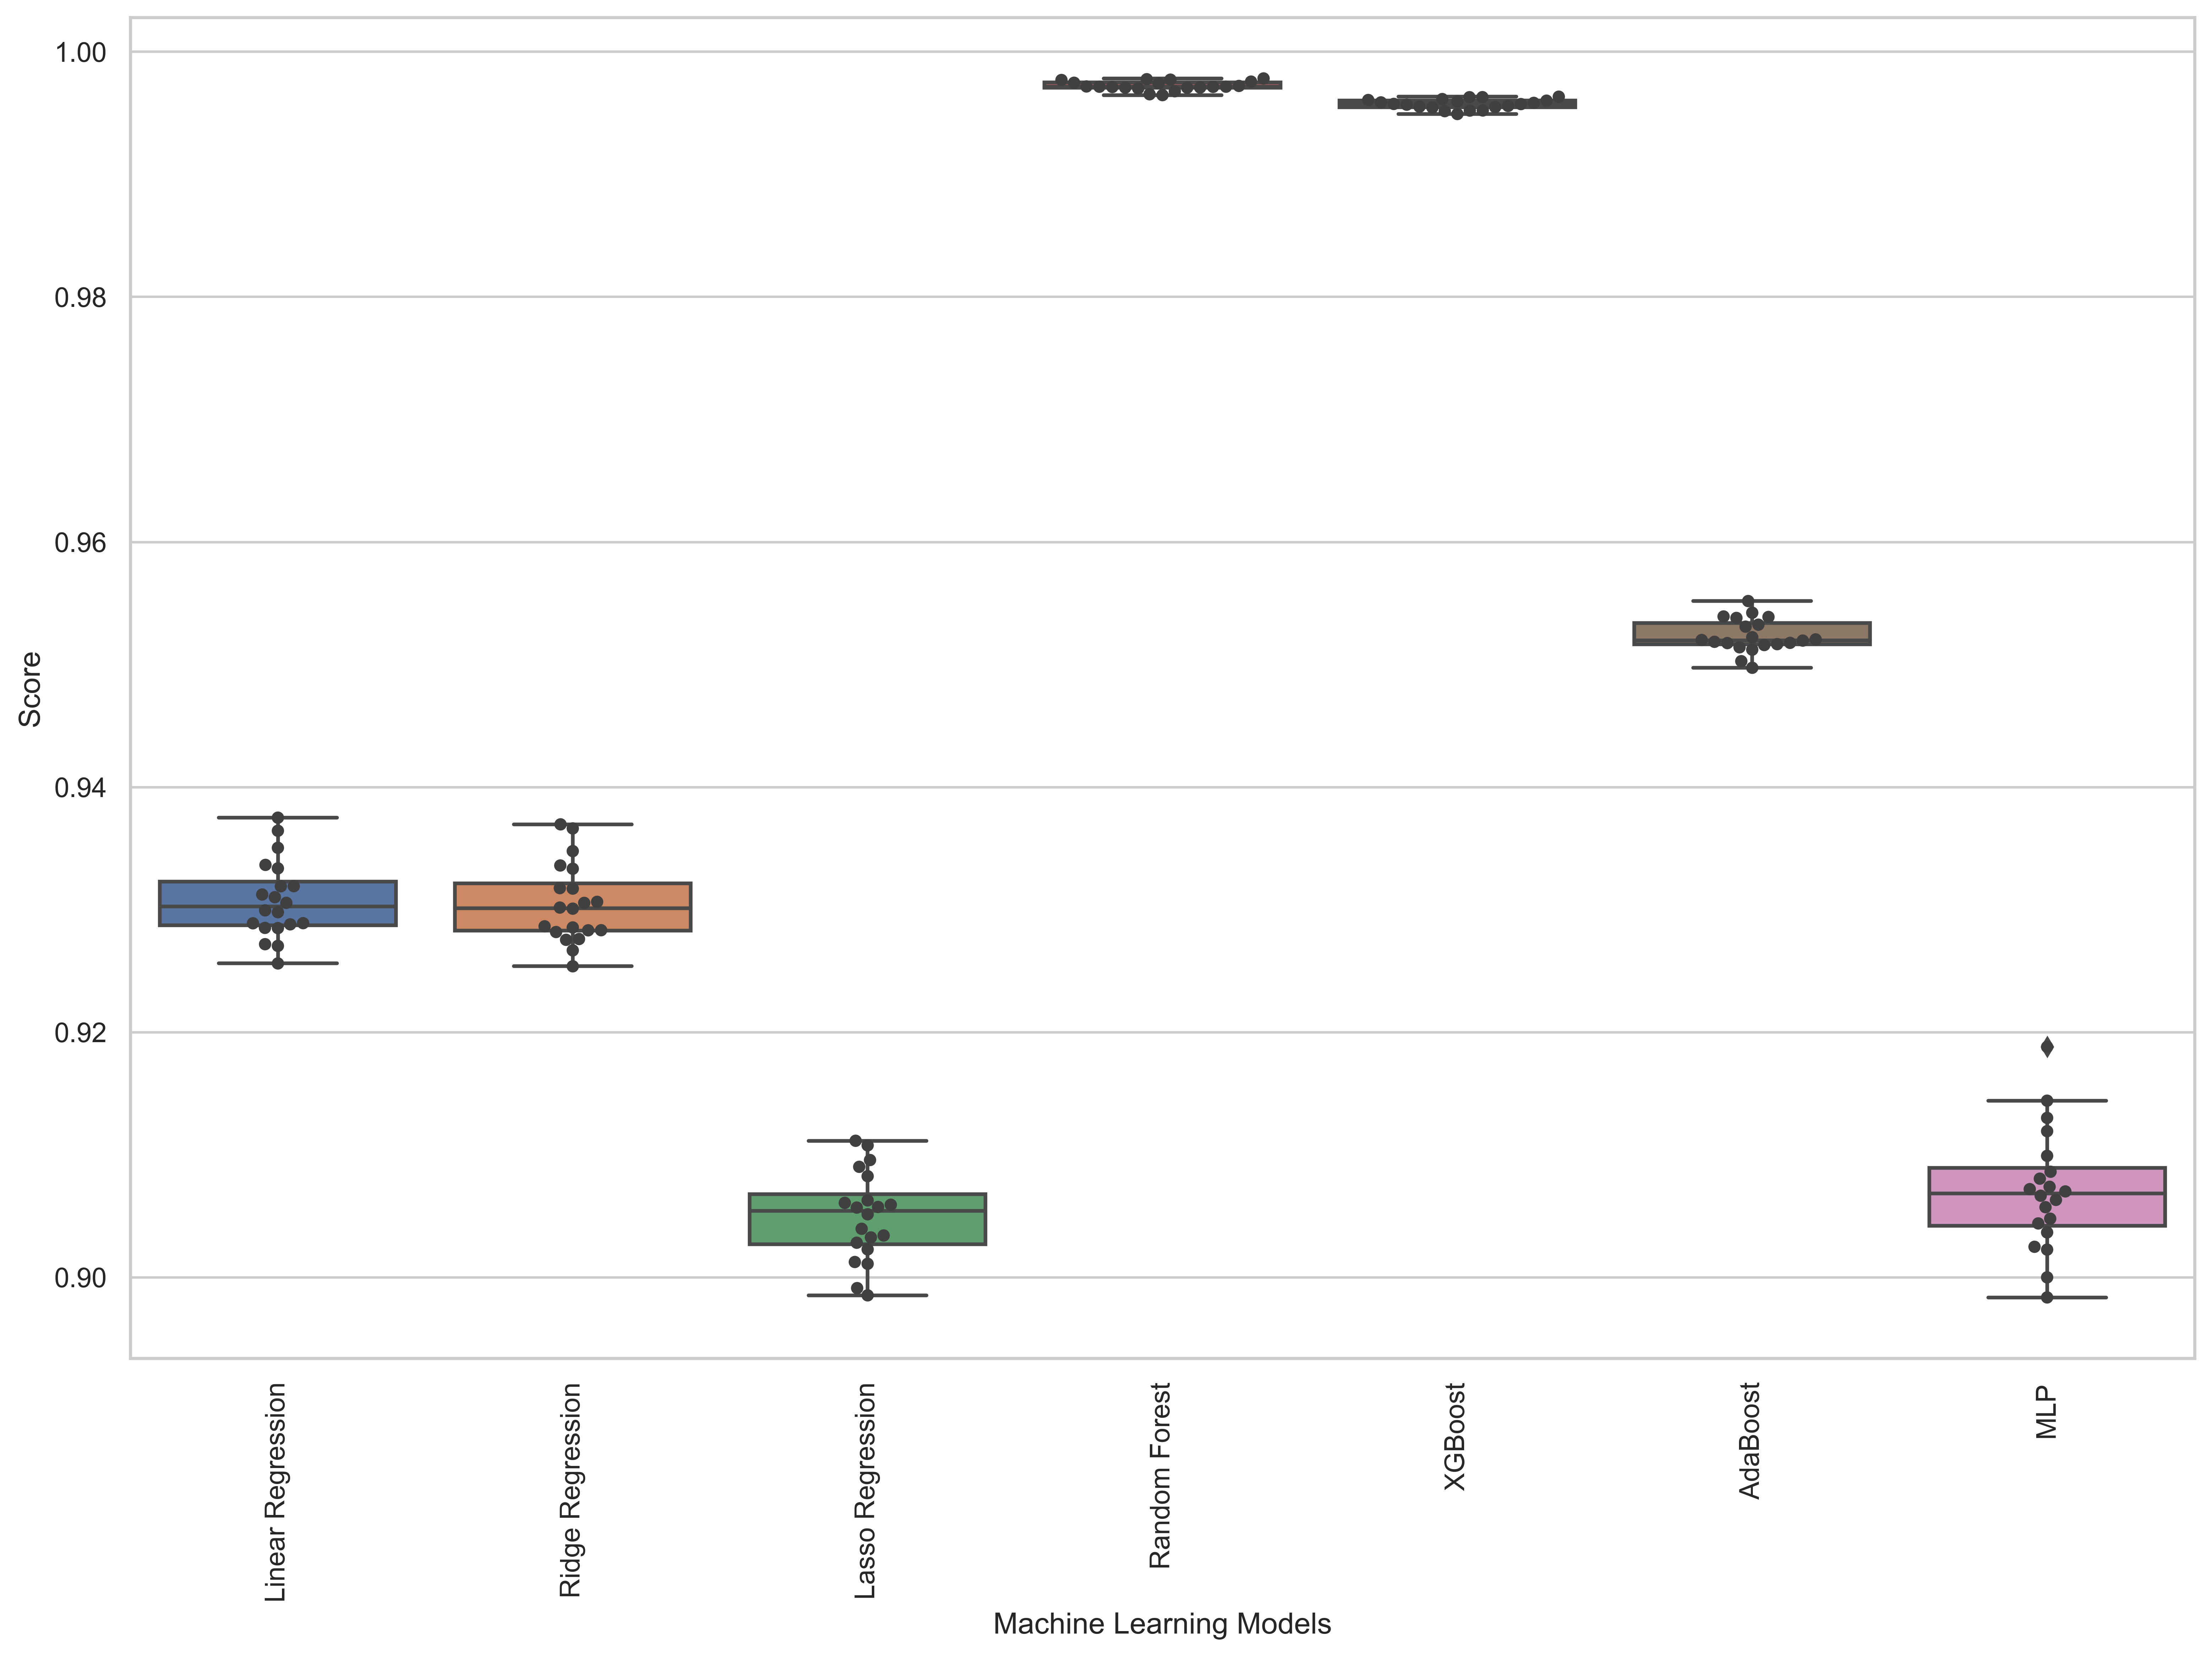 1.00
0.98
0.96
0.94
0.92
0.90
Score
Linear Regression
Ridge Regression
Lasso Regression
Random Forest
XGBoost
AdaBoost
MLP
Machine Learning Models